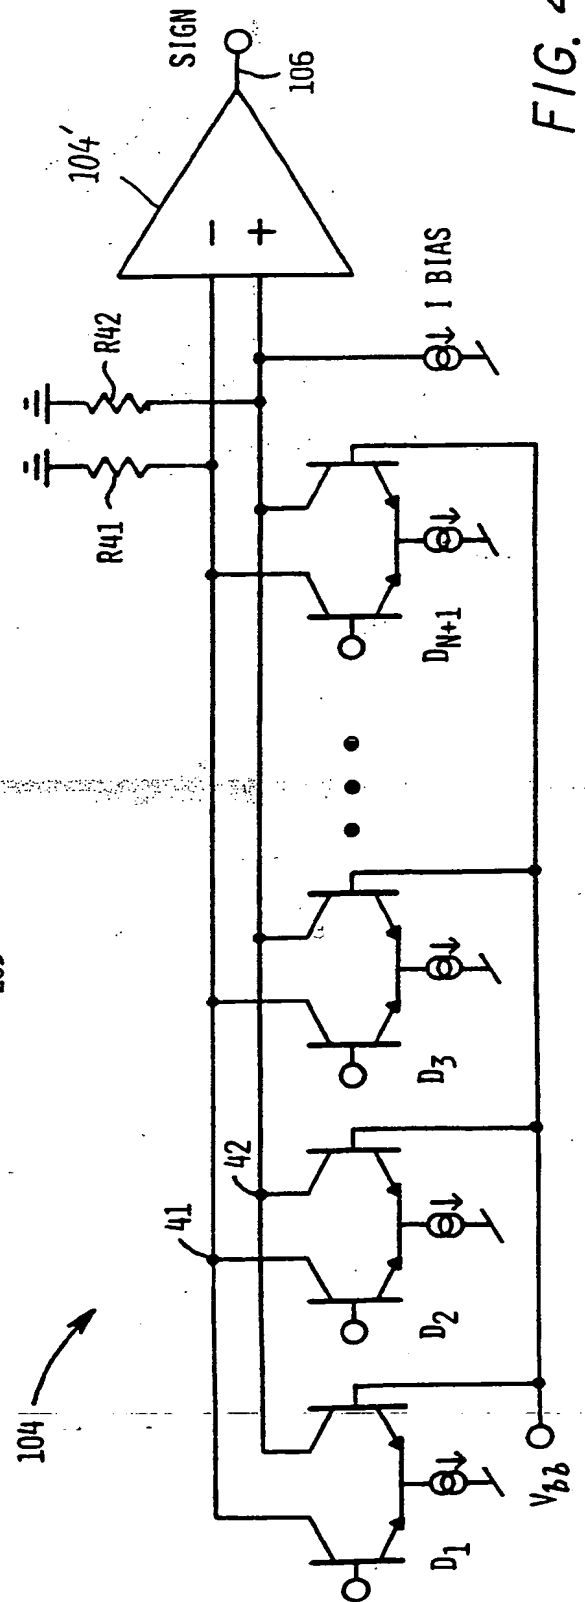 104
41
42
R41
R42
104'
−
+
SIGN
106
I BIAS
D1
D2
D3
DN+1
Vbb
FIG. 4